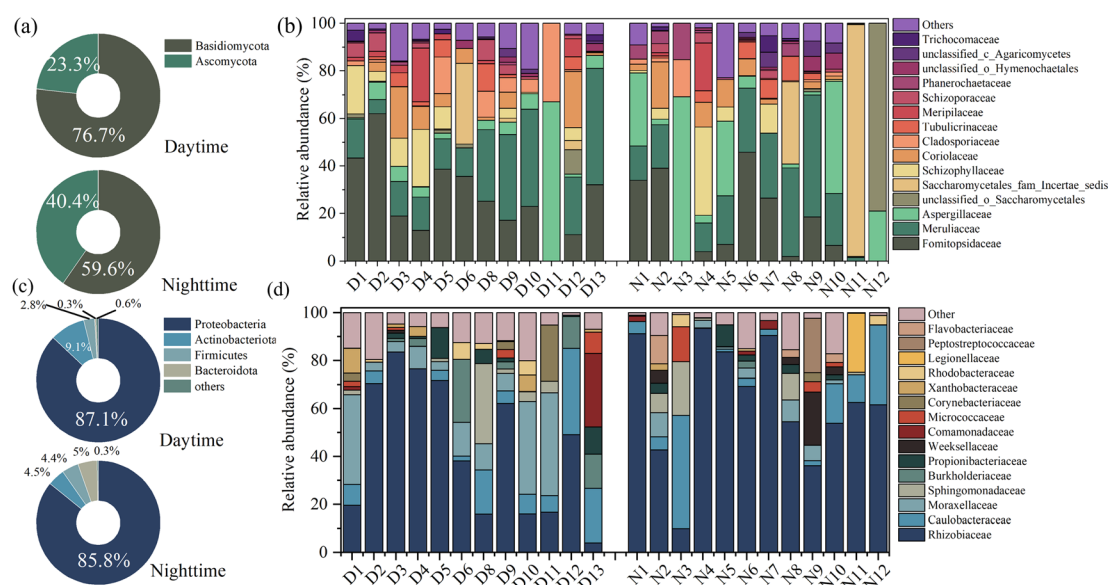 (a)
23.3%
76.7%
Basidiomycota
Ascomycota
Daytime
40.4%
59.6%
Nighttime
(b)
Relative abundance (%)
100
80
60
40
20
0
D1 D2 D3 D4 D5 D6 D8 D9 D10 D11 D12 D13 N1 N2 N3 N4 N5 N6 N7 N8 N9 N10 N11 N12
Others
Trichocomaceae
unclassified_c_Agaricomycetes
unclassified_o_Hymenochaetales
Phanerochaetaceae
Schizoporaceae
Meripilaceae
Tubulicrinaceae
Cladosporiaceae
Coriolaceae
Schizophyllaceae
Saccharomycetales_fam_Incertae_sedis
unclassified_o_Saccharomycetales
Aspergillaceae
Meruliaceae
Fomitopsidaceae
(c)
2.8%
0.3%
0.6%
9.1%
87.1%
Proteobacteria
Actinobacteriota
Firmicutes
Bacteroidota
others
Daytime
4.5%
4.4%
5%
0.3%
85.8%
Nighttime
(d)
Relative abundance (%)
100
80
60
40
20
0
D1 D2 D3 D4 D5 D6 D8 D9 D10 D11 D12 D13 N1 N2 N3 N4 N5 N6 N7 N8 N9 N10 N11 N12
Other
Flavobacteriaceae
Peptostreptococcaceae
Legionellaceae
Rhodobacteraceae
Xanthobacteraceae
Corynebacteriaceae
Micrococcaceae
Comamonadaceae
Weeksellaceae
Propionibacteriaceae
Burkholderiaceae
Sphingomonadaceae
Moraxellaceae
Caulobacteraceae
Rhizobiaceae